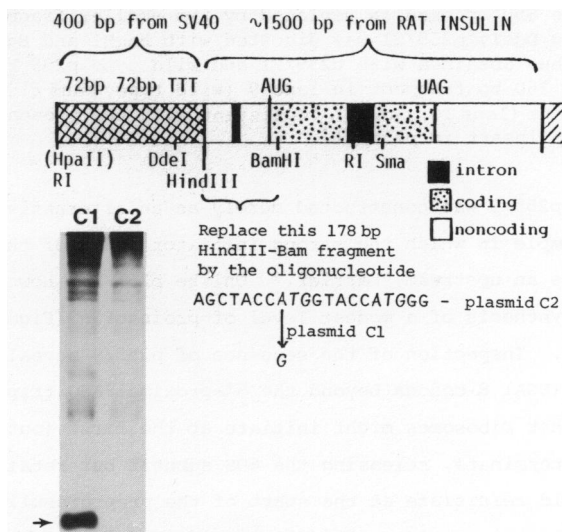 400 bp from SV40 ~1500 bp from RAT INSULIN
72bp 72bp TTT AUG UAG
(HpaII) DdeI BamHI RI Sma
RI HindIII
intron
coding
noncoding
C1 C2
Replace this 178 bp
HindIII-Bam fragment
by the oligonucleotide
AGCTACCATGGTACCATGGG - plasmid C2
plasmid C1
G